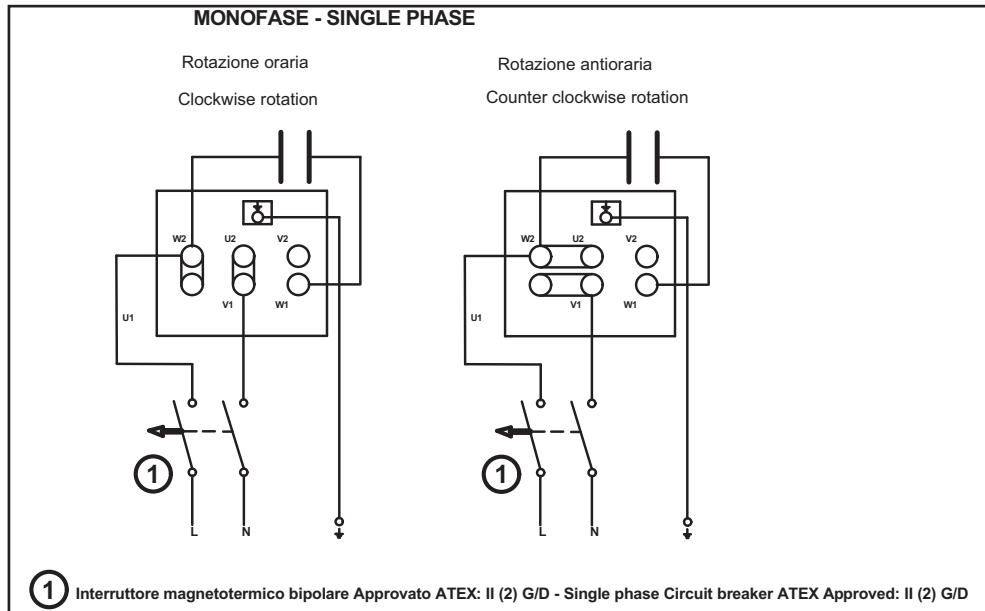 MONOFASE - SINGLE PHASE
Rotazione oraria
Clockwise rotation
Rotazione antioraria
Counter clockwise rotation
W2 U2 V2
U1 V1 W1
1
L N
W2 U2 V2
U1 V1 W1
1
L N
1 Interruttore magnetotermico bipolare Approvato ATEX: II (2) G/D - Single phase Circuit breaker ATEX Approved: II (2) G/D